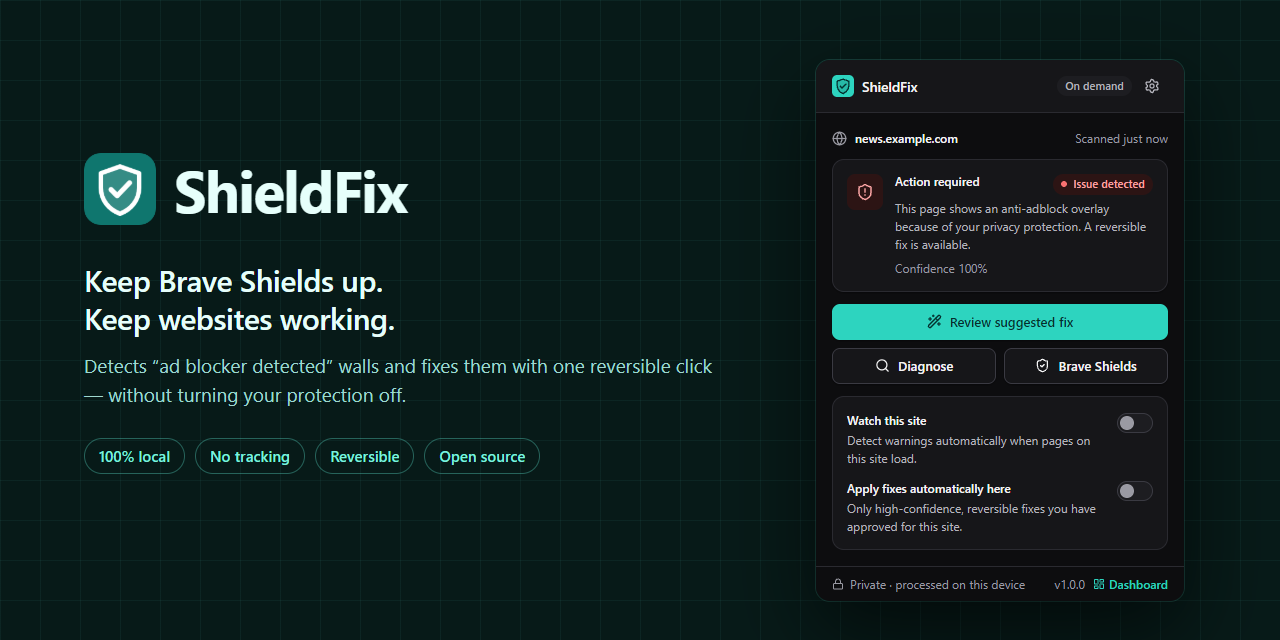 ShieldFix
Keep Brave Shields up.
Keep websites working.
Detects “ad blocker detected” walls and fixes them with one reversible click
— without turning your protection off.
100% local
No tracking
Reversible
Open source
ShieldFix
On demand
news.example.com
Scanned just now
Action required
Issue detected
This page shows an anti-adblock overlay
because of your privacy protection. A reversible
fix is available.
Confidence 100%
Review suggested fix
Diagnose
Brave Shields
Watch this site
Detect warnings automatically when pages on
this site load.
Apply fixes automatically here
Only high-confidence, reversible fixes you have
approved for this site.
Private · processed on this device
v1.0.0
Dashboard